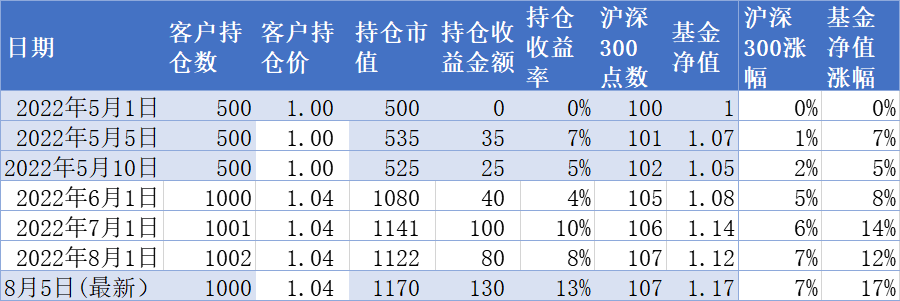 日期 客户持仓数 客户持仓价 持仓市值 持仓收益金额 持仓收益率 沪深300点数 基金净值 沪深300涨幅 基金净值涨幅
2022年5月1日 500 1.00 500 0 0% 100 1 0% 0%
2022年5月5日 500 1.00 535 35 7% 101 1.07 1% 7%
2022年5月10日 500 1.00 525 25 5% 102 1.05 2% 5%
2022年6月1日 1000 1.04 1080 40 4% 105 1.08 5% 8%
2022年7月1日 1001 1.04 1141 100 10% 106 1.14 6% 14%
2022年8月1日 1002 1.04 1122 80 8% 107 1.12 7% 12%
8月5日(最新) 1000 1.04 1170 130 13% 107 1.17 7% 17%